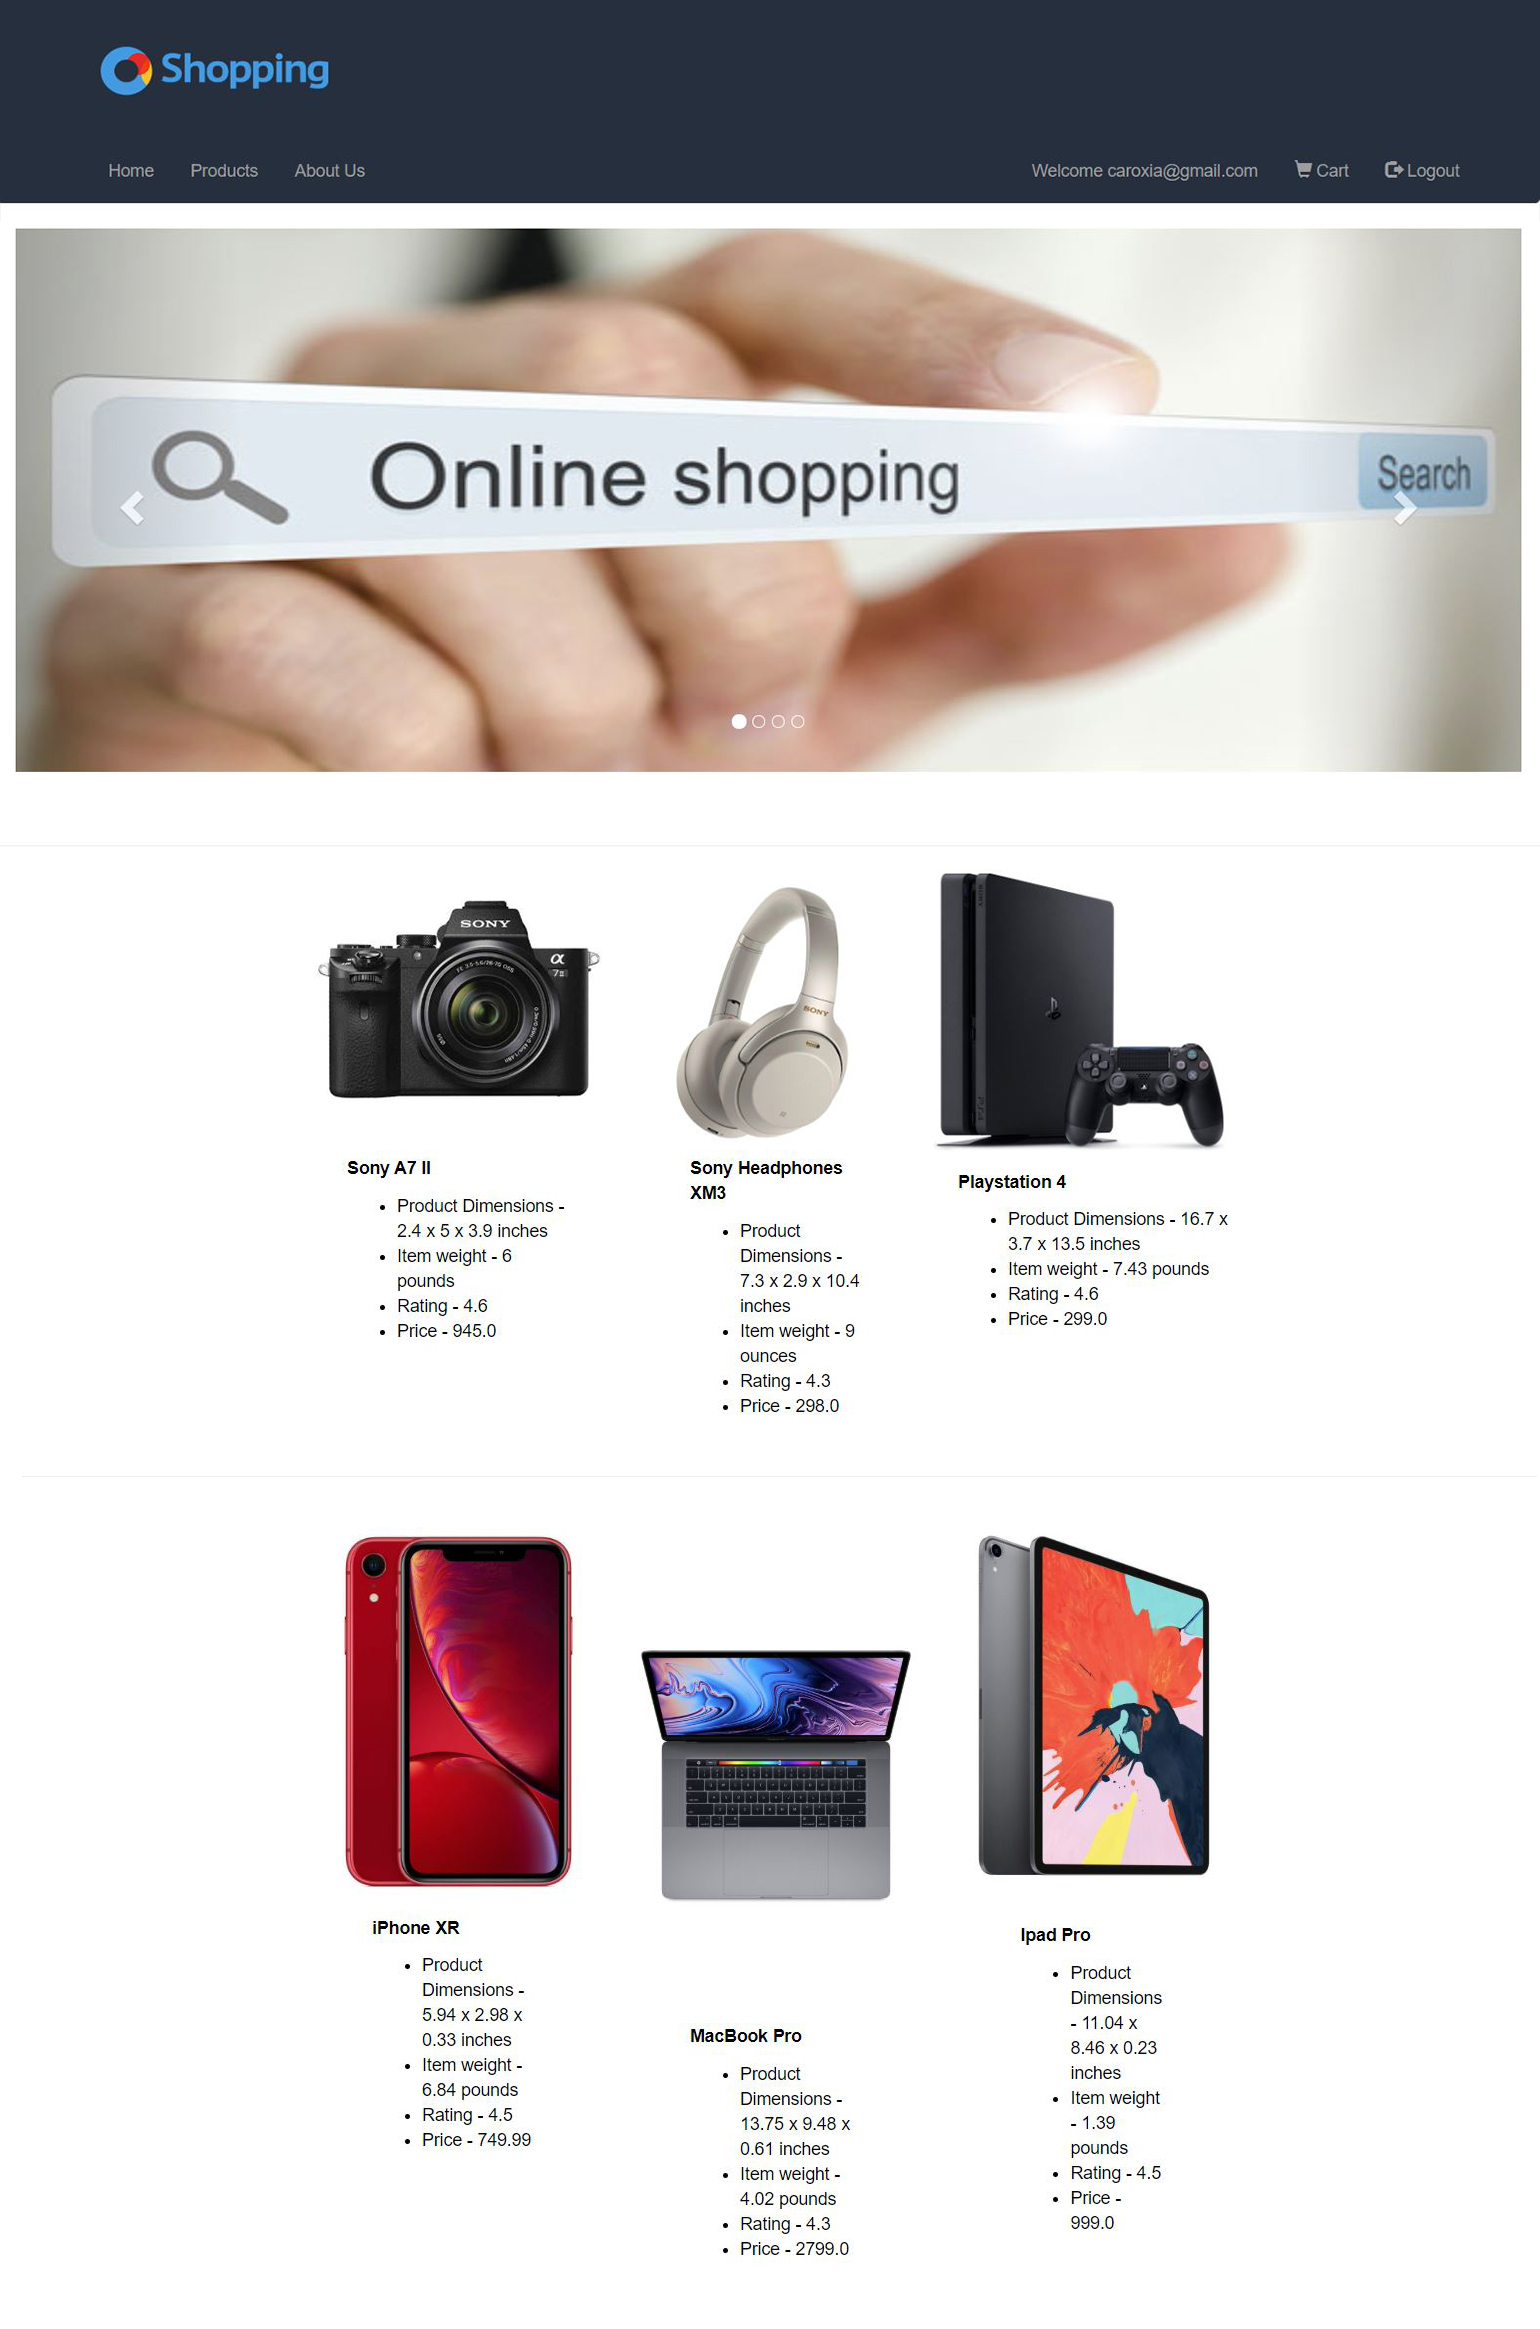 Shopping
Home Products About Us Welcome caroxia@gmail.com Cart Logout
Online shopping Search
SONY
α
7 II
SONY
Sony A7 II
Product Dimensions -
2.4 x 5 x 3.9 inches
Item weight - 6
pounds
Rating - 4.6
Price - 945.0
Sony Headphones
XM3
Product
Dimensions -
7.3 x 2.9 x 10.4
inches
Item weight - 9
ounces
Rating - 4.3
Price - 298.0
Playstation 4
Product Dimensions - 16.7 x
3.7 x 13.5 inches
Item weight - 7.43 pounds
Rating - 4.6
Price - 299.0
iPhone XR
Product
Dimensions -
5.94 x 2.98 x
0.33 inches
Item weight -
6.84 pounds
Rating - 4.5
Price - 749.99
MacBook Pro
Product
Dimensions -
13.75 x 9.48 x
0.61 inches
Item weight -
4.02 pounds
Rating - 4.3
Price - 2799.0
Ipad Pro
Product
Dimensions
- 11.04 x
8.46 x 0.23
inches
Item weight
- 1.39
pounds
Rating - 4.5
Price -
999.0